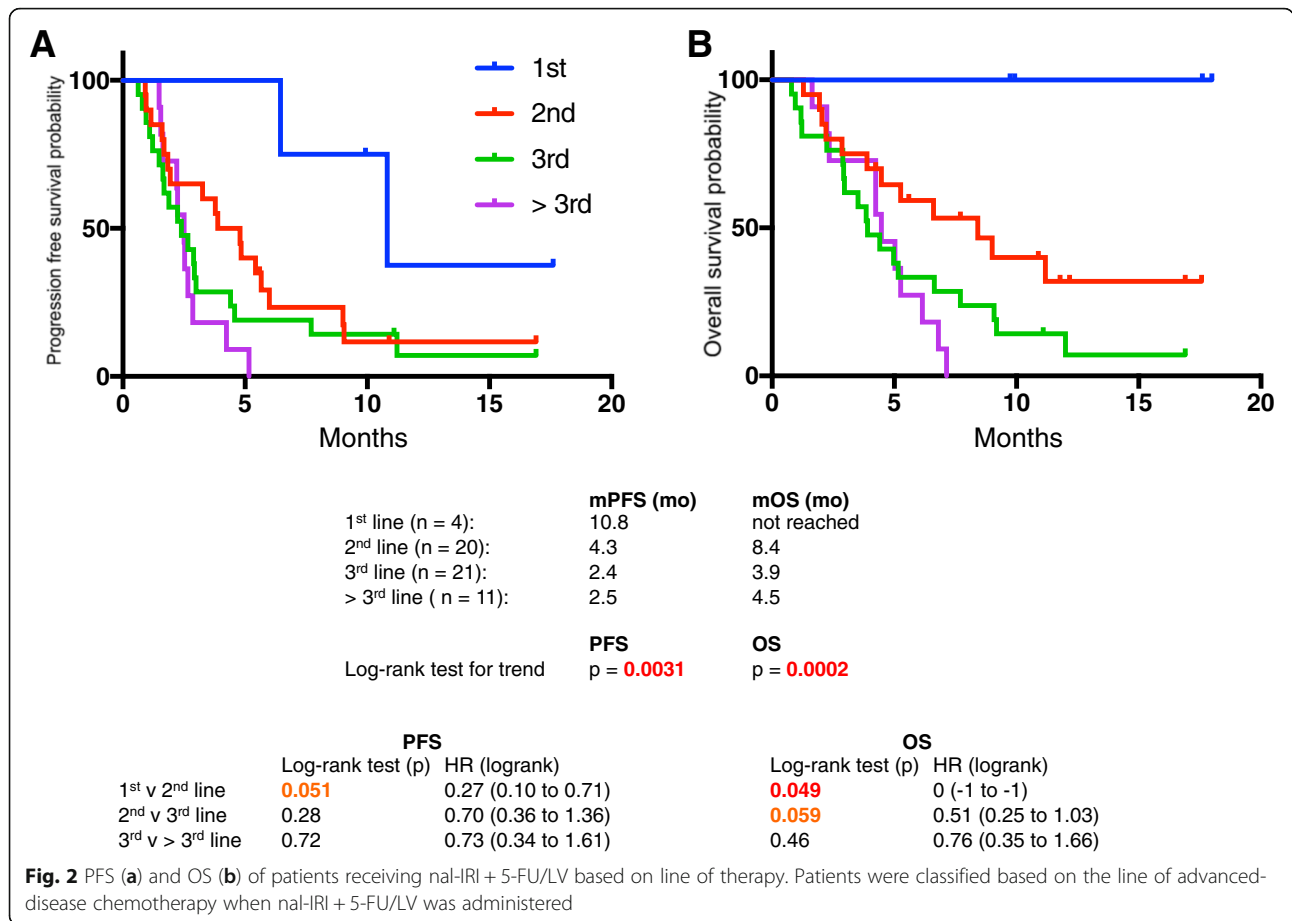 A
B
Progression free survival probability
100
50
0
0 5 10 15 20
Months
1st
2nd
3rd
> 3rd
Overall survival probability
100
50
0
0 5 10 15 20
Months
mPFS (mo) mOS (mo)
1st line (n = 4): 10.8 not reached
2nd line (n = 20): 4.3 8.4
3rd line (n = 21): 2.4 3.9
> 3rd line ( n = 11): 2.5 4.5
PFS OS
Log-rank test for trend p = 0.0031 p = 0.0002
PFS OS
Log-rank test (p) HR (logrank) Log-rank test (p) HR (logrank)
1st v 2nd line 0.051 0.27 (0.10 to 0.71) 0.049 0 (-1 to -1)
2nd v 3rd line 0.28 0.70 (0.36 to 1.36) 0.059 0.51 (0.25 to 1.03)
3rd v > 3rd line 0.72 0.73 (0.34 to 1.61) 0.46 0.76 (0.35 to 1.66)
Fig. 2 PFS (a) and OS (b) of patients receiving nal-IRI + 5-FU/LV based on line of therapy. Patients were classified based on the line of advanced-
disease chemotherapy when nal-IRI + 5-FU/LV was administered